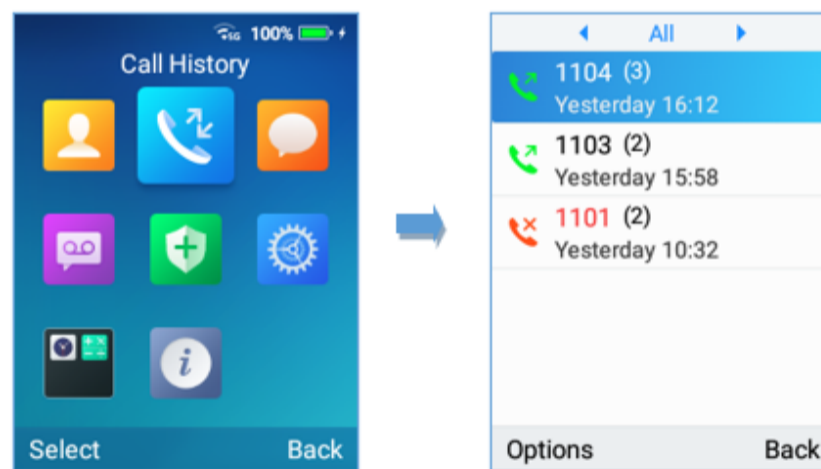 5G 100%
Call History
Select Back
All
1104 (3)
Yesterday 16:12
1103 (2)
Yesterday 15:58
1101 (2)
Yesterday 10:32
Options Back